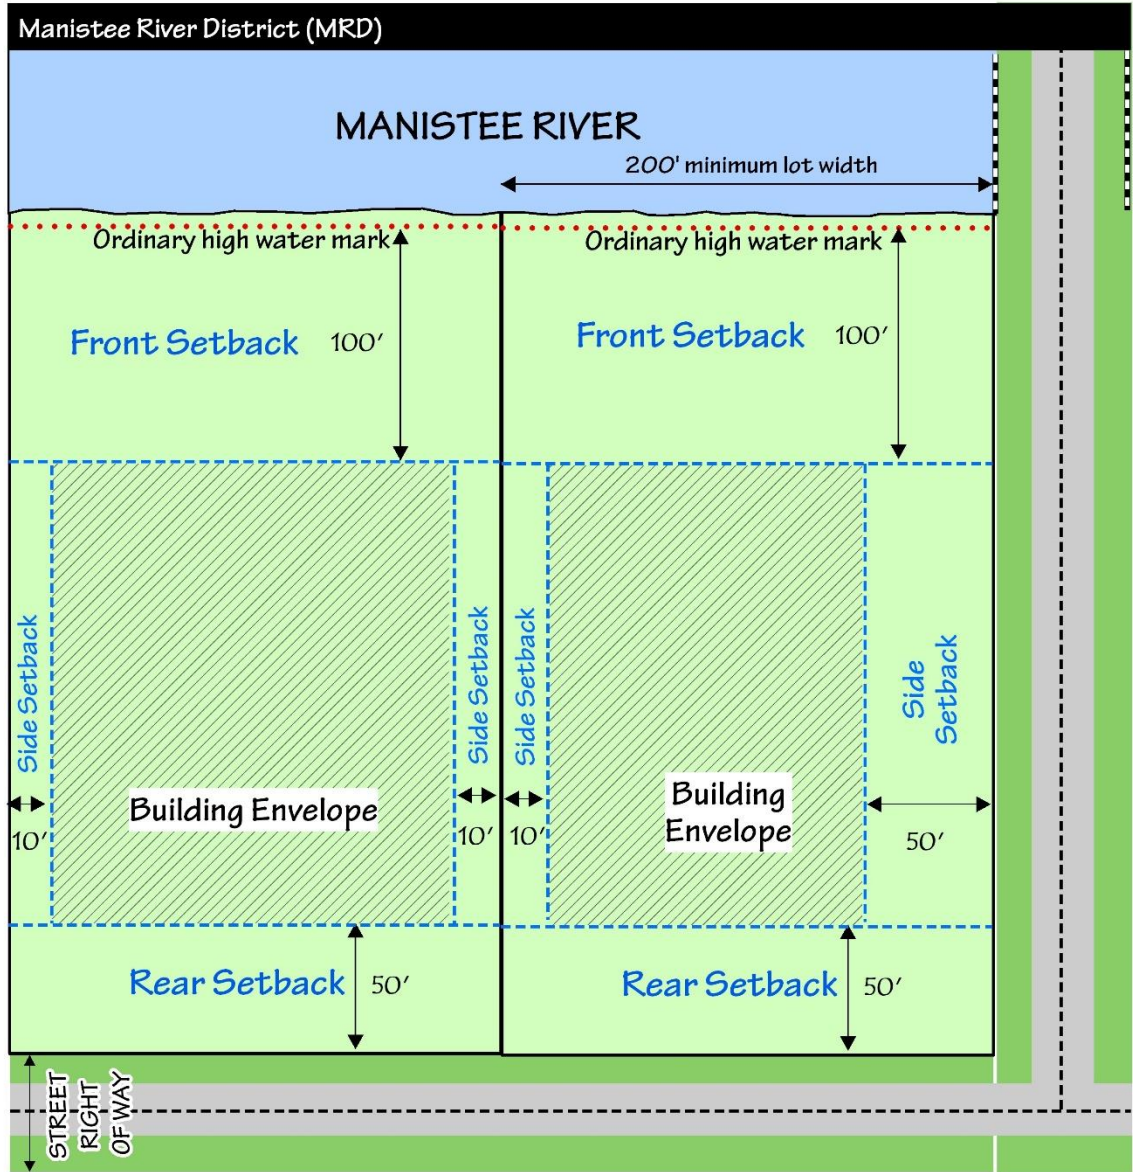 Manistee River District (MRD)
MANISTEE RIVER
200' minimum lot width
Ordinary high water mark
Ordinary high water mark
Front Setback 100'
Front Setback 100'
Side Setback
Side Setback
Side Setback
Side
Setback
Building Envelope
Building
Envelope
10'
10'
10'
50'
Rear Setback 50'
Rear Setback 50'
STREET
RIGHT
OF WAY